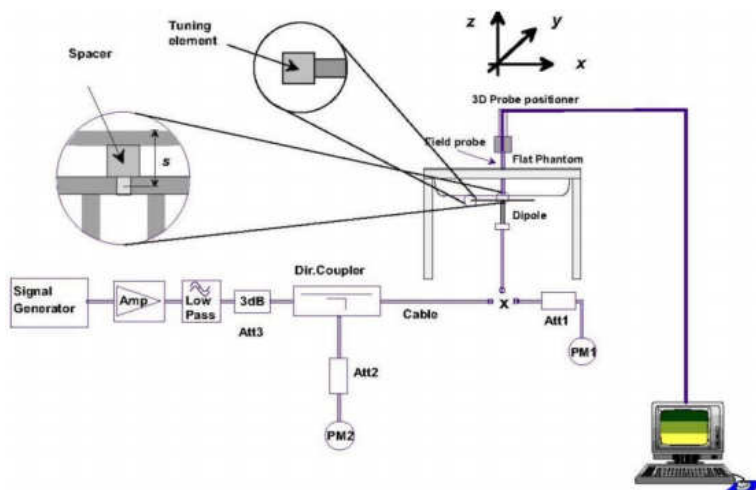 Tuning
element
Spacer
z
y
x
3D Probe positioner
Field probe
Flat Phantom
s
Dipole
Dir.Coupler
Signal
Generator
Amp
Low
Pass
3dB
Cable
x
Att3
Att1
PM1
Att2
PM2